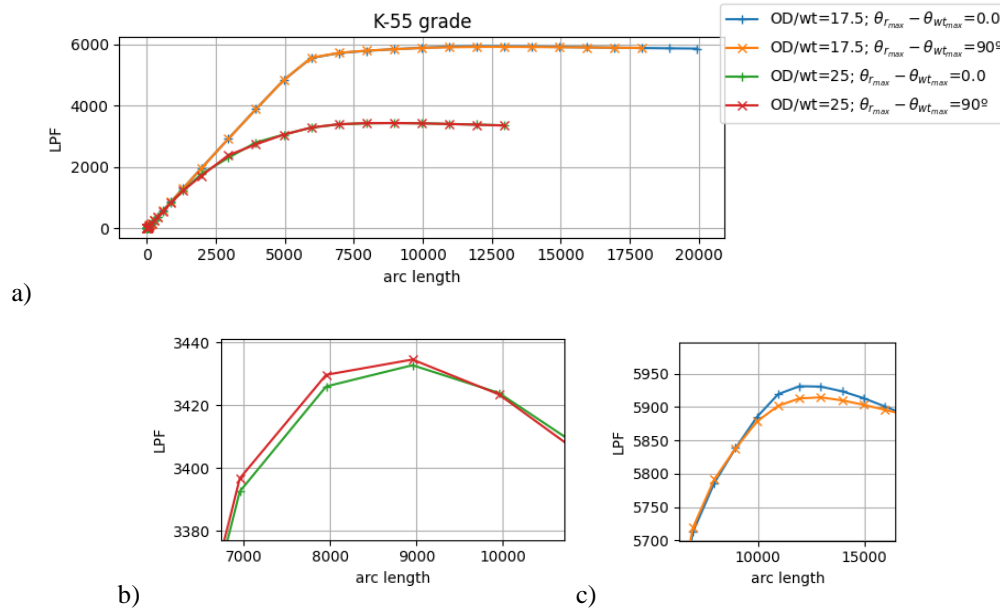 K-55 grade
OD/wt=17.5; θrmax − θwtmax=0.0
OD/wt=17.5; θrmax − θwtmax=90º
OD/wt=25; θrmax − θwtmax=0.0
OD/wt=25; θrmax − θwtmax=90º
6000
4000
2000
0
LPF
0 2500 5000 7500 10000 12500 15000 17500 20000
arc length
a)
3440
3420
3400
3380
LPF
7000 8000 9000 10000
arc length
b)
5950
5900
5850
5800
5750
5700
LPF
10000 15000
arc length
c)